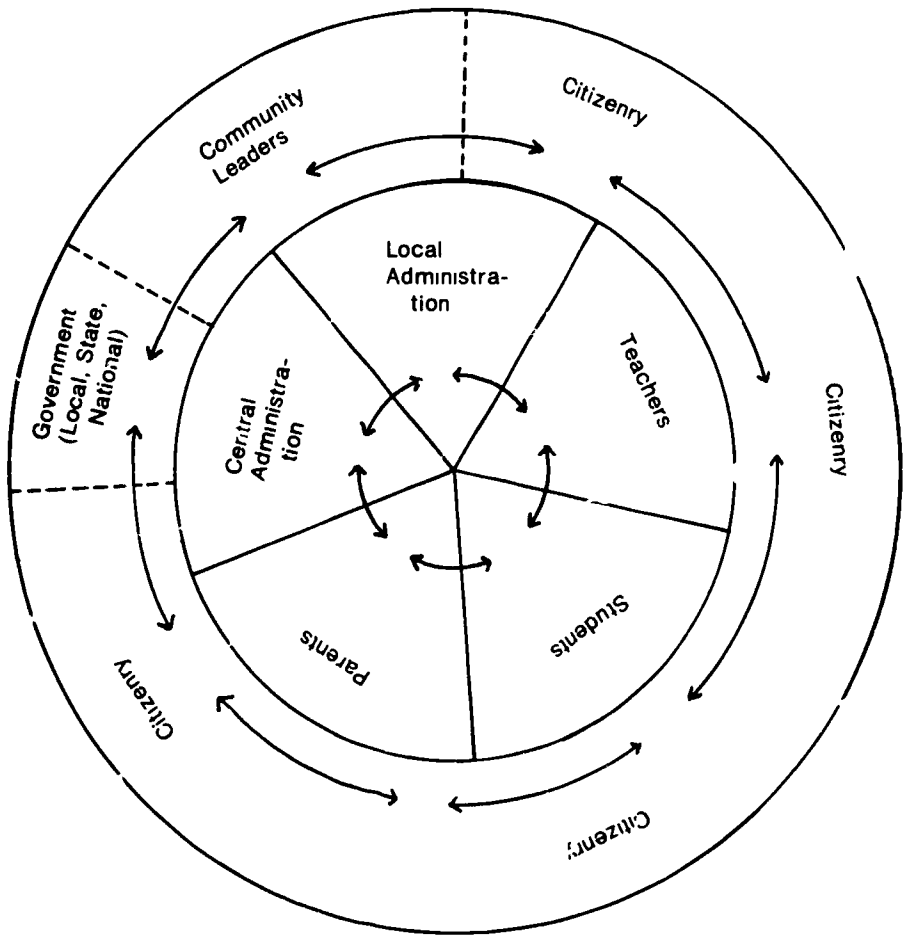 Community
Leaders
Citizenry
Government
(Local, State,
National)
Local
Administra-
tion
Central
Administra-
tion
Teachers
Citizenry
Students
Parents
Citizenry
Citizenry